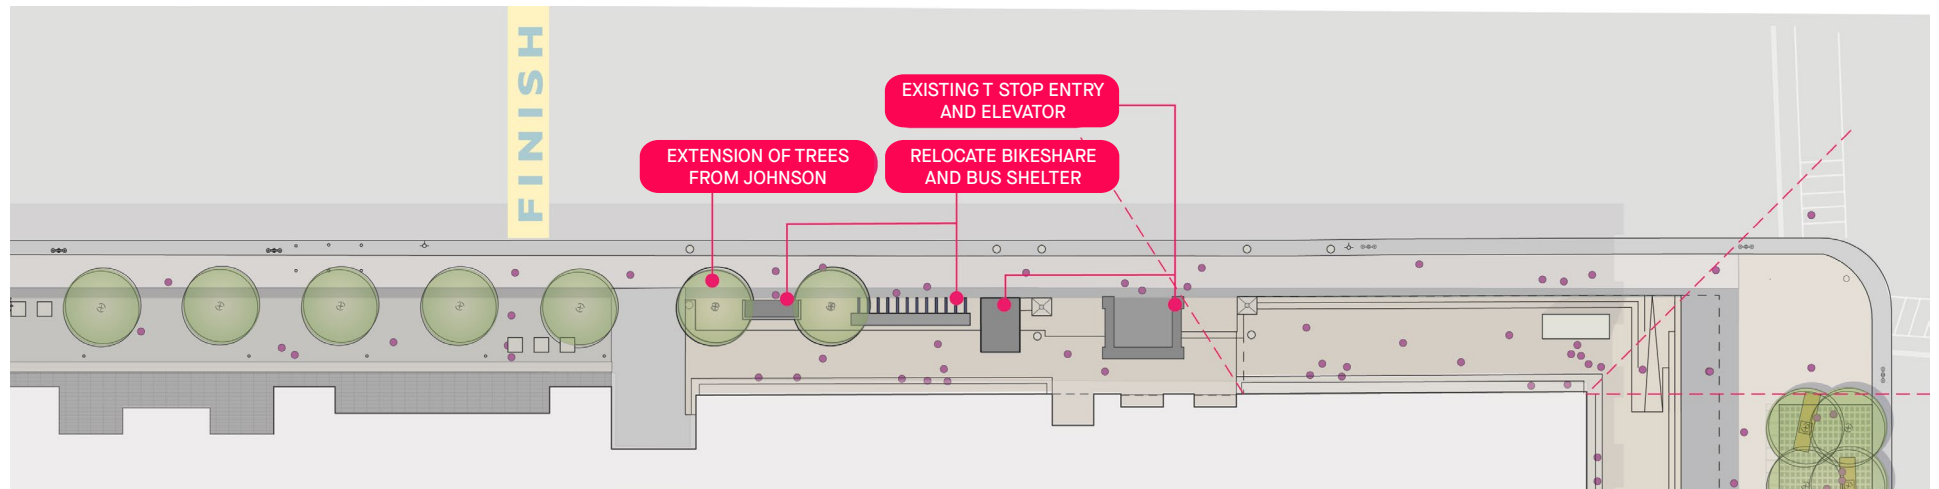 FINISH
EXISTING T STOP ENTRY
AND ELEVATOR
EXTENSION OF TREES
FROM JOHNSON
RELOCATE BIKESHARE
AND BUS SHELTER